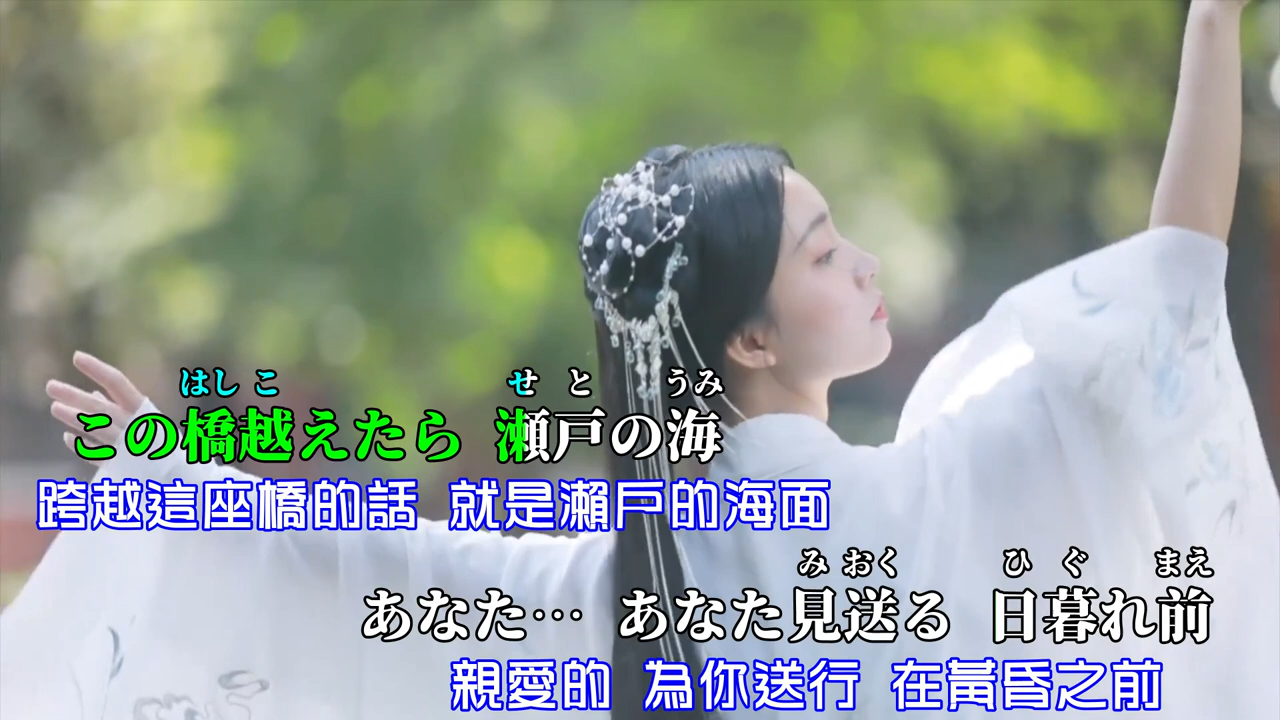 はし こ せ と うみ
この橋越えたら 瀬戸の海
跨越這座橋的話 就是瀨戶的海面
み おく ひ ぐ まえ
あなた… あなた見送る 日暮れ前
親愛的 為你送行 在黃昏之前